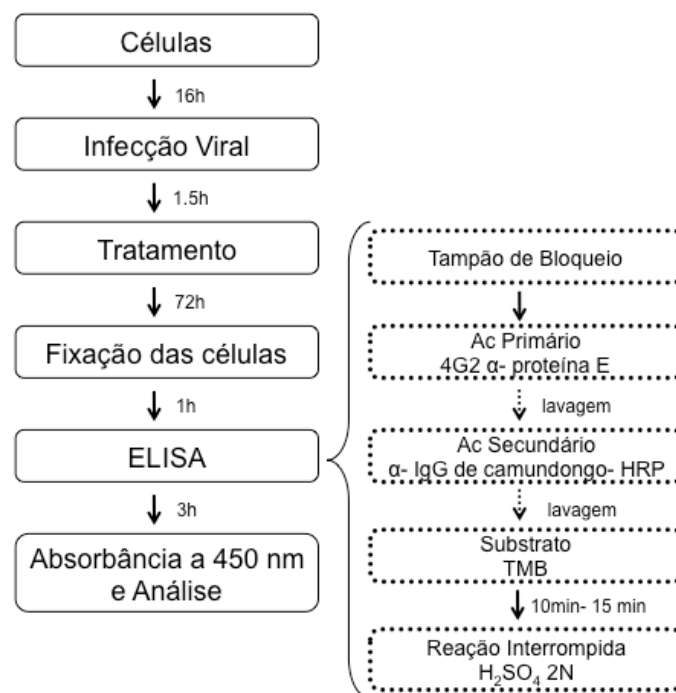 Células
16h
Infecção Viral
1.5h
Tratamento
72h
Fixação das células
1h
ELISA
3h
Absorbância a 450 nm
e Análise
Tampão de Bloqueio
Ac Primário
4G2 α- proteína E
lavagem
Ac Secundário
α- IgG de camundongo- HRP
lavagem
Substrato
TMB
10min- 15 min
Reação Interrompida
H₂SO₄ 2N